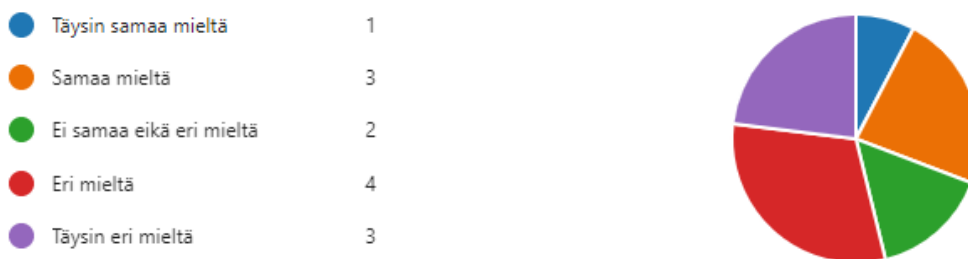 Täysin samaa mieltä 1
Samaa mieltä 3
Ei samaa eikä eri mieltä 2
Eri mieltä 4
Täysin eri mieltä 3